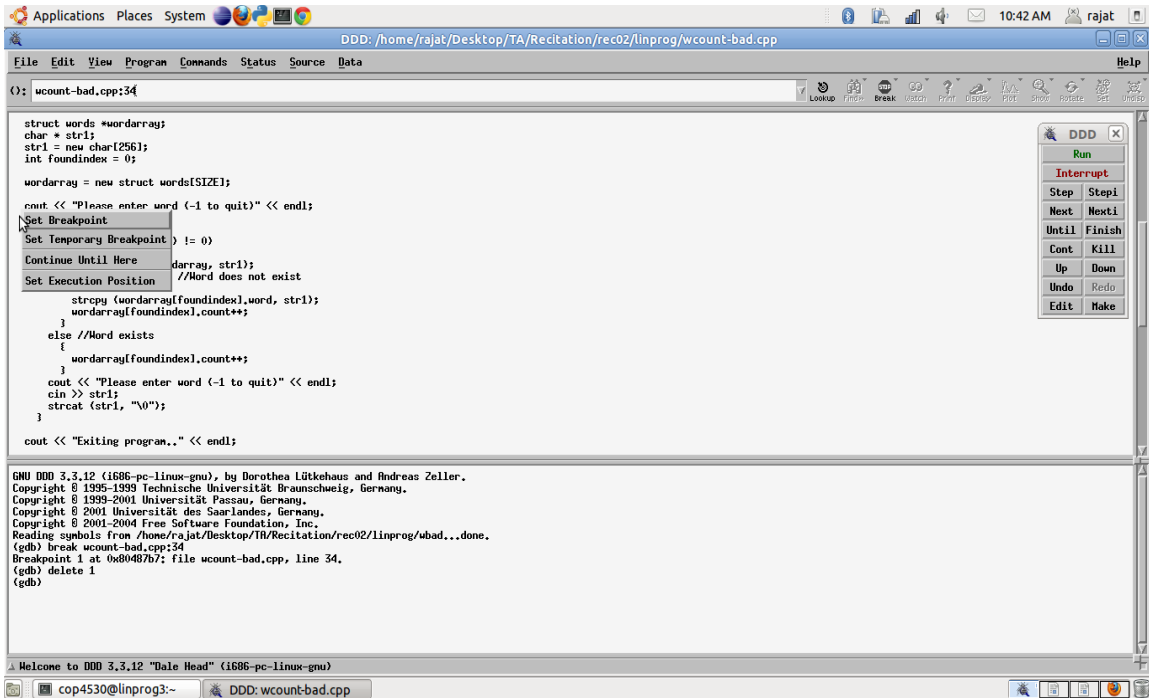 Applications Places System
10:42 AM rajat
DDD: /home/rajat/Desktop/TA/Recitation/rec02/linprog/wcount-bad.cpp
File Edit View Program Commands Status Source Data Help
(): wcount-bad.cpp:34
Lookup Find» Break Watch Print Display Plot Show Rotate Set Undisp
struct words *wordarray;
char * str1;
str1 = new char[256];
int foundindex = 0;
wordarray = new struct words[SIZE];
cout << "Please enter word (-1 to quit)" << endl;
Set Breakpoint
Set Temporary Breakpoint ) != 0)
Continue Until Here darray, str1);
//Word does not exist
Set Execution Position
strcpy (wordarray[foundindex].word, str1);
wordarray[foundindex].count++;
}
else //Word exists
{
wordarray[foundindex].count++;
}
cout << "Please enter word (-1 to quit)" << endl;
cin >> str1;
strcat (str1, "\0");
}
cout << "Exiting program.." << endl;
DDD
Run
Interrupt
Step Stepi
Next Nexti
Until Finish
Cont Kill
Up Down
Undo Redo
Edit Make
GNU DDD 3.3.12 (i686-pc-linux-gnu), by Dorothea Lütkehaus and Andreas Zeller.
Copyright © 1995-1999 Technische Universität Braunschweig, Germany.
Copyright © 1999-2001 Universität Passau, Germany.
Copyright © 2001 Universität des Saarlandes, Germany.
Copyright © 2001-2004 Free Software Foundation, Inc.
Reading symbols from /home/rajat/Desktop/TA/Recitation/rec02/linprog/wbad...done.
(gdb) break wcount-bad.cpp:34
Breakpoint 1 at 0x80487b7: file wcount-bad.cpp, line 34.
(gdb) delete 1
(gdb)
Welcome to DDD 3.3.12 "Dale Head" (i686-pc-linux-gnu)
cop4530@linprog3:~ DDD: wcount-bad.cpp